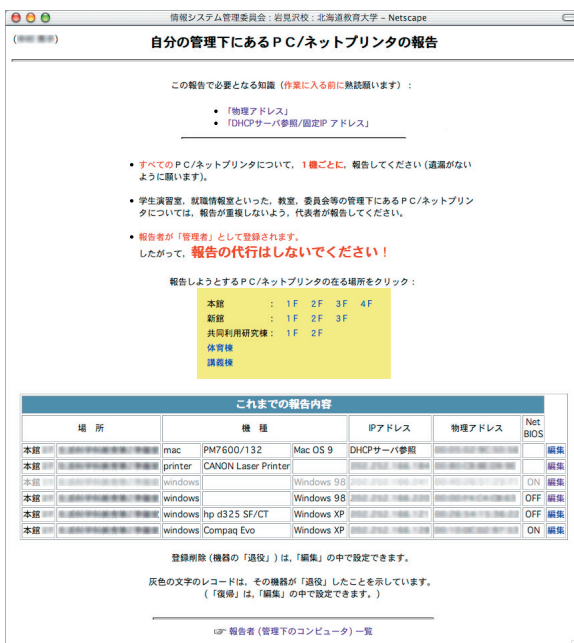 情報システム管理委員会：岩見沢校：北海道教育大学 – Netscape
自分の管理下にあるＰＣ/ネットプリンタの報告
この報告で必要となる知識（作業に入る前に熟読願います）：
• 「物理アドレス」
• 「DHCPサーバ参照/固定IP アドレス」
• すべてのＰＣ/ネットプリンタについて，１機ごとに，報告してください (遺漏がない
ように願います)。
• 学生演習室，就職情報室といった，教室，委員会等の管理下にあるＰＣ/ネットプリン
タについては，報告が重複しないよう，代表者が報告してください。
• 報告者が「管理者」として登録されます。
したがって，報告の代行はしないでください！
報告しようとするＰＣ/ネットプリンタの在る場所をクリック：
本館 ： 1F 2F 3F 4F
新館 ： 1F 2F 3F
共同利用研究棟： 1F 2F
体育棟
講義棟
これまでの報告内容
場 所 機 種 IPアドレス 物理アドレス Net BIOS
本館 mac PM7600/132 Mac OS 9 DHCPサーバ参照 編集
本館 printer CANON Laser Printer 編集
本館 windows Windows 98 ON 編集
本館 windows Windows 98 OFF 編集
本館 windows hp d325 SF/CT Windows XP OFF 編集
本館 windows Compaq Evo Windows XP ON 編集
登録削除 (機器の「退役」) は，「編集」の中で設定できます。
灰色の文字のレコードは，その機器が「退役」したことを示しています。
（「復帰」は，「編集」の中で設定できます。）
☞ 報告者 (管理下のコンピュータ) 一覧